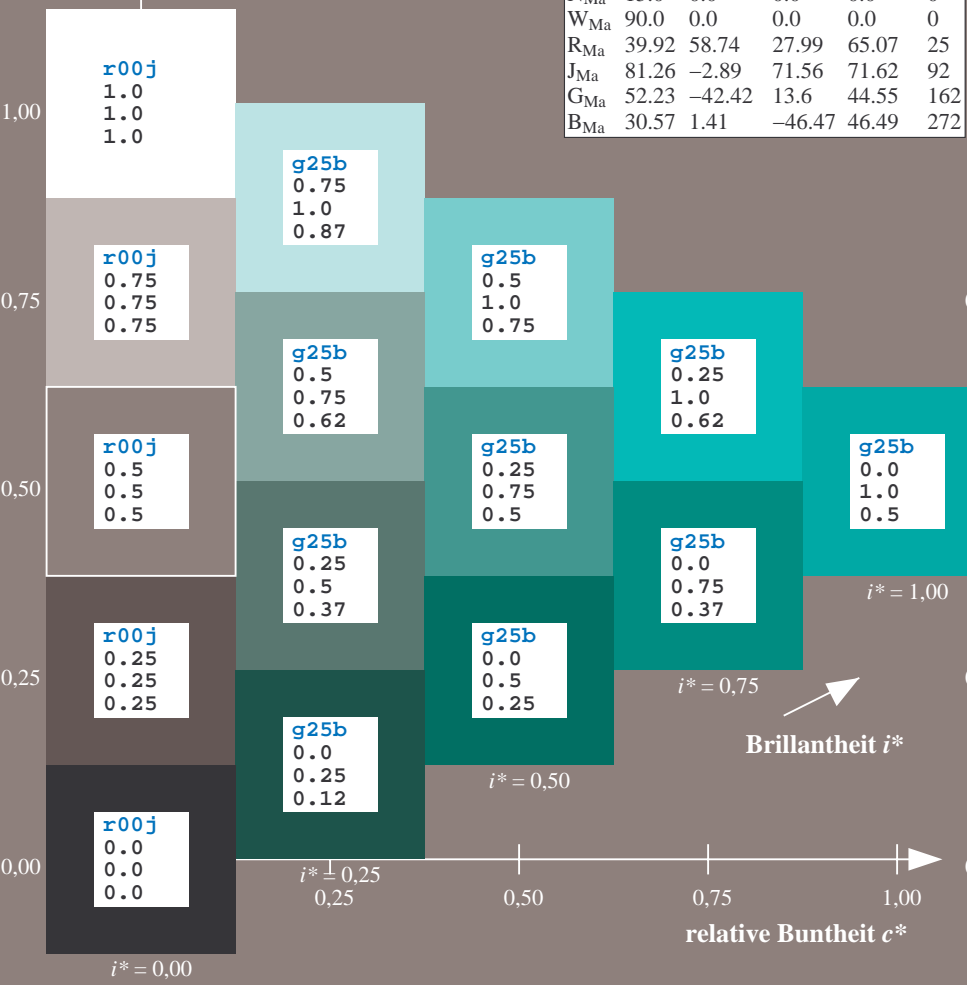 W_Ma 90.0 0.0 0.0 0.0 0
R_Ma 39.92 58.74 27.99 65.07 25
J_Ma 81.26 –2.89 71.56 71.62 92
G_Ma 52.23 –42.42 13.6 44.55 162
B_Ma 30.57 1.41 –46.47 46.49 272
1,00
0,75
0,50
0,25
0,00
r00j
1.0
1.0
1.0
r00j
0.75
0.75
0.75
r00j
0.5
0.5
0.5
r00j
0.25
0.25
0.25
r00j
0.0
0.0
0.0
i* = 0,00
g25b
0.75
1.0
0.87
g25b
0.5
0.75
0.62
g25b
0.25
0.5
0.37
g25b
0.0
0.25
0.12
i* = 0,25
g25b
0.5
1.0
0.75
g25b
0.25
0.75
0.5
g25b
0.0
0.5
0.25
i* = 0,50
g25b
0.25
1.0
0.62
g25b
0.0
0.75
0.37
i* = 0,75
g25b
0.0
1.0
0.5
i* = 1,00
Brillantheit i*
0,25 0,50 0,75 1,00
relative Buntheit c*